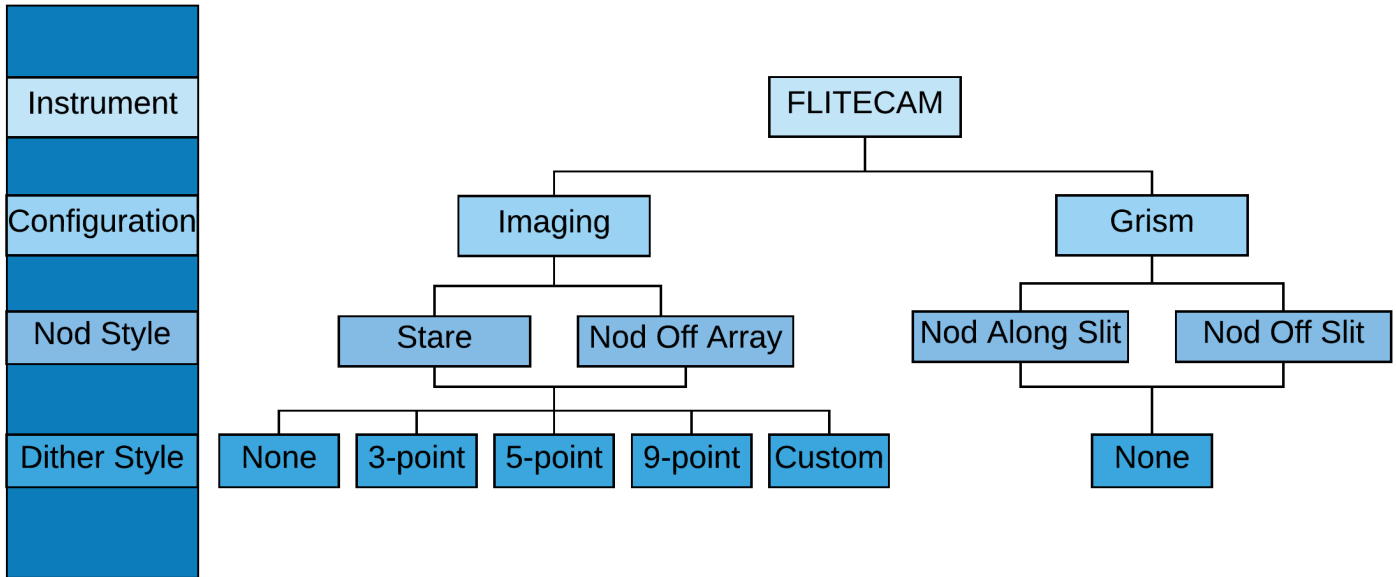 Instrument
FLITECAM
Configuration
Imaging
Grism
Nod Style
Stare
Nod Off Array
Nod Along Slit
Nod Off Slit
Dither Style
None
3-point
5-point
9-point
Custom
None